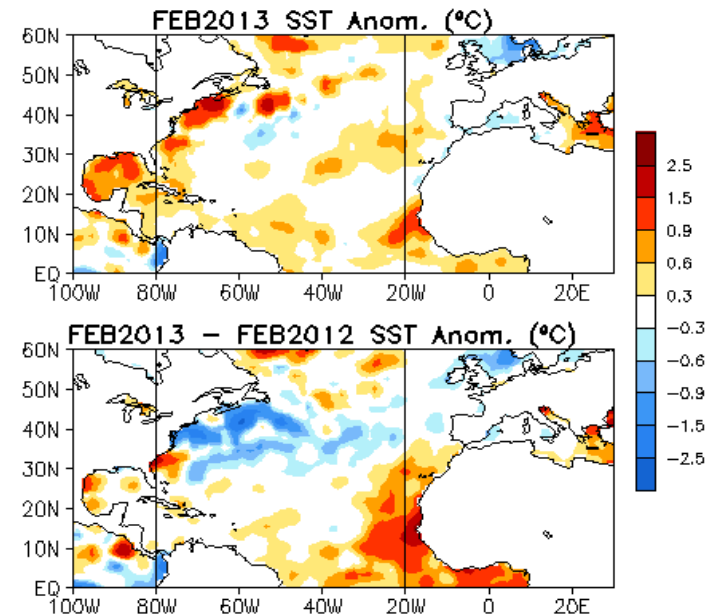 FEB2013 SST Anom. (ºC)
60N
50N
40N
30N
20N
10N
EQ
100W 80W 60W 40W 20W 0 20E
2.5
1.5
0.9
0.6
0.3
-0.3
-0.6
-0.9
-1.5
-2.5
FEB2013 - FEB2012 SST Anom. (ºC)
60N
50N
40N
30N
20N
10N
EQ
100W 80W 60W 40W 20W 0 20E